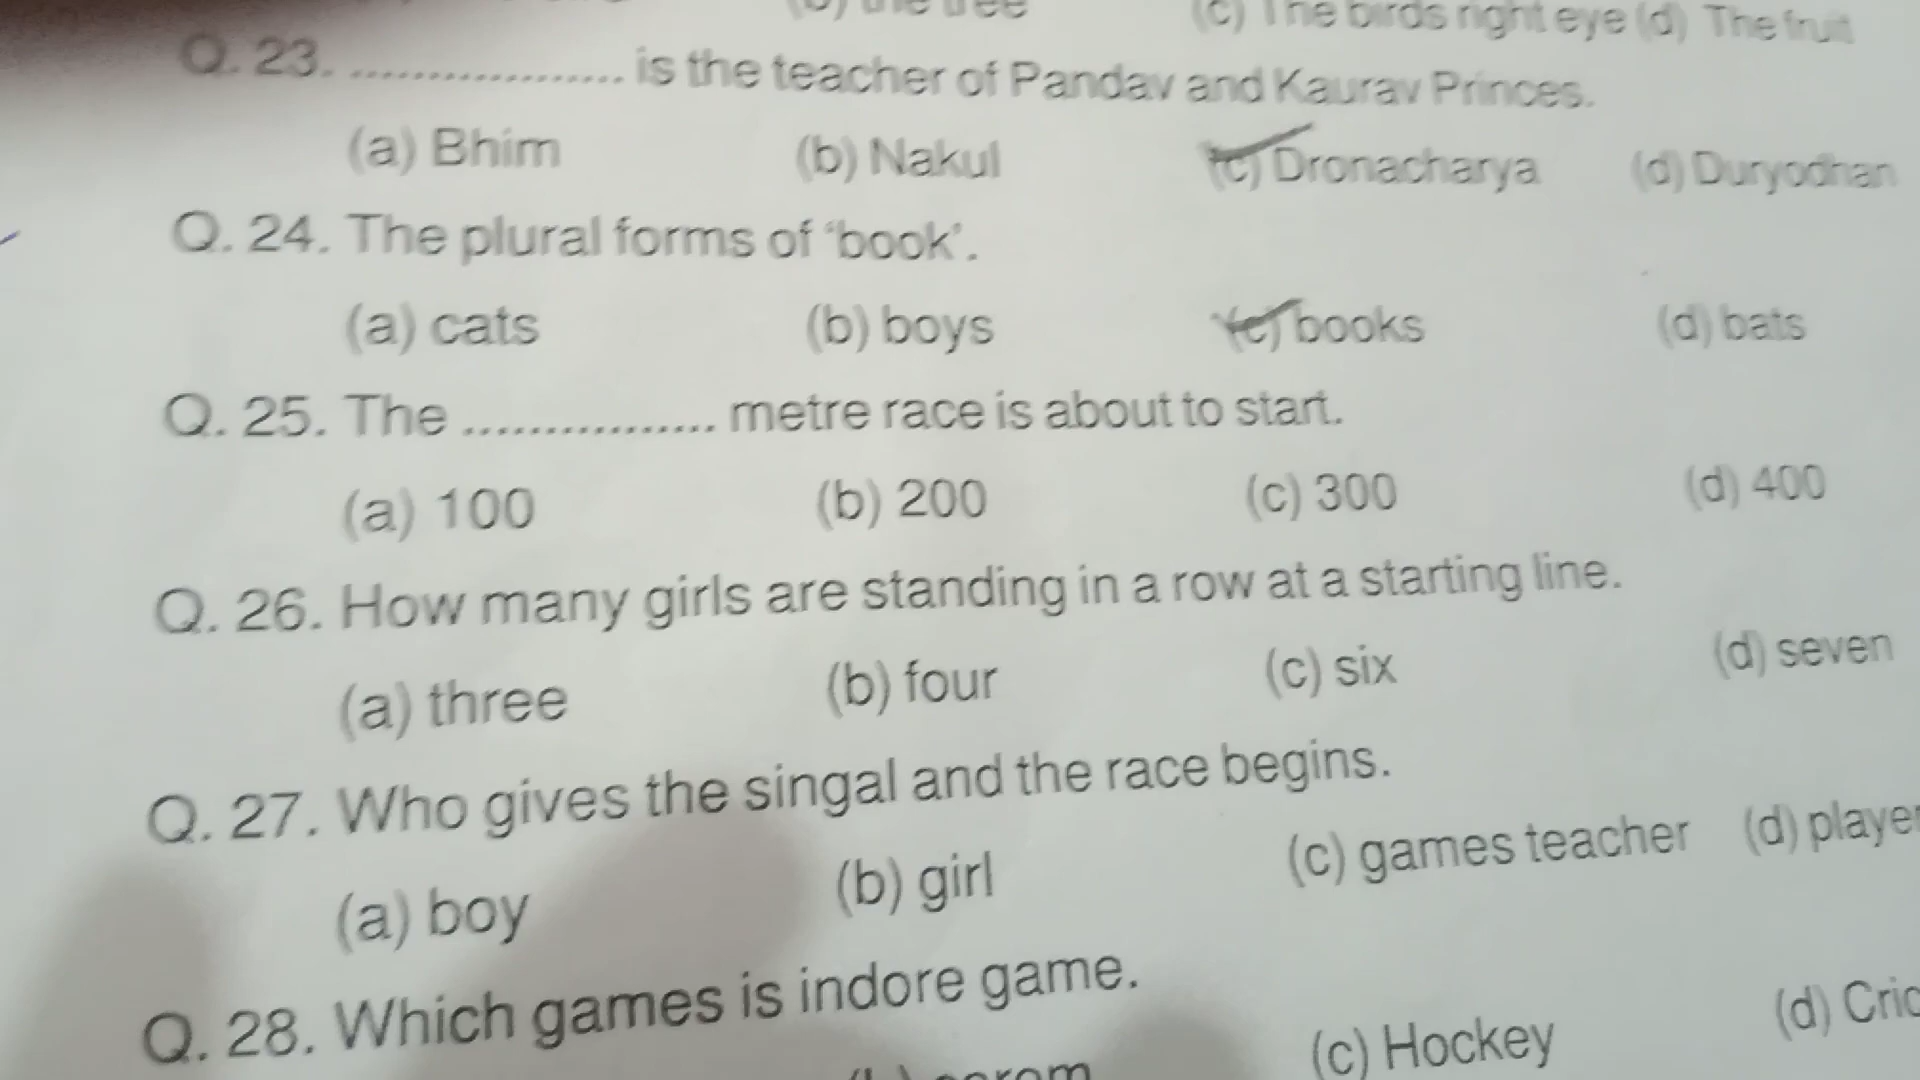 (b) the tree (c) The birds right eye (d) The fruit
Q. 23. .................. is the teacher of Pandav and Kaurav Princes.
(a) Bhim (b) Nakul (c) Dronacharya (d) Duryodhan
Q. 24. The plural forms of ‘book’.
(a) cats (b) boys (c) books (d) bats
Q. 25. The ................ metre race is about to start.
(a) 100 (b) 200 (c) 300 (d) 400
Q. 26. How many girls are standing in a row at a starting line.
(a) three (b) four (c) six (d) seven
Q. 27. Who gives the singal and the race begins.
(a) boy (b) girl (c) games teacher (d) player
Q. 28. Which games is indore game.
(c) Hockey (d)